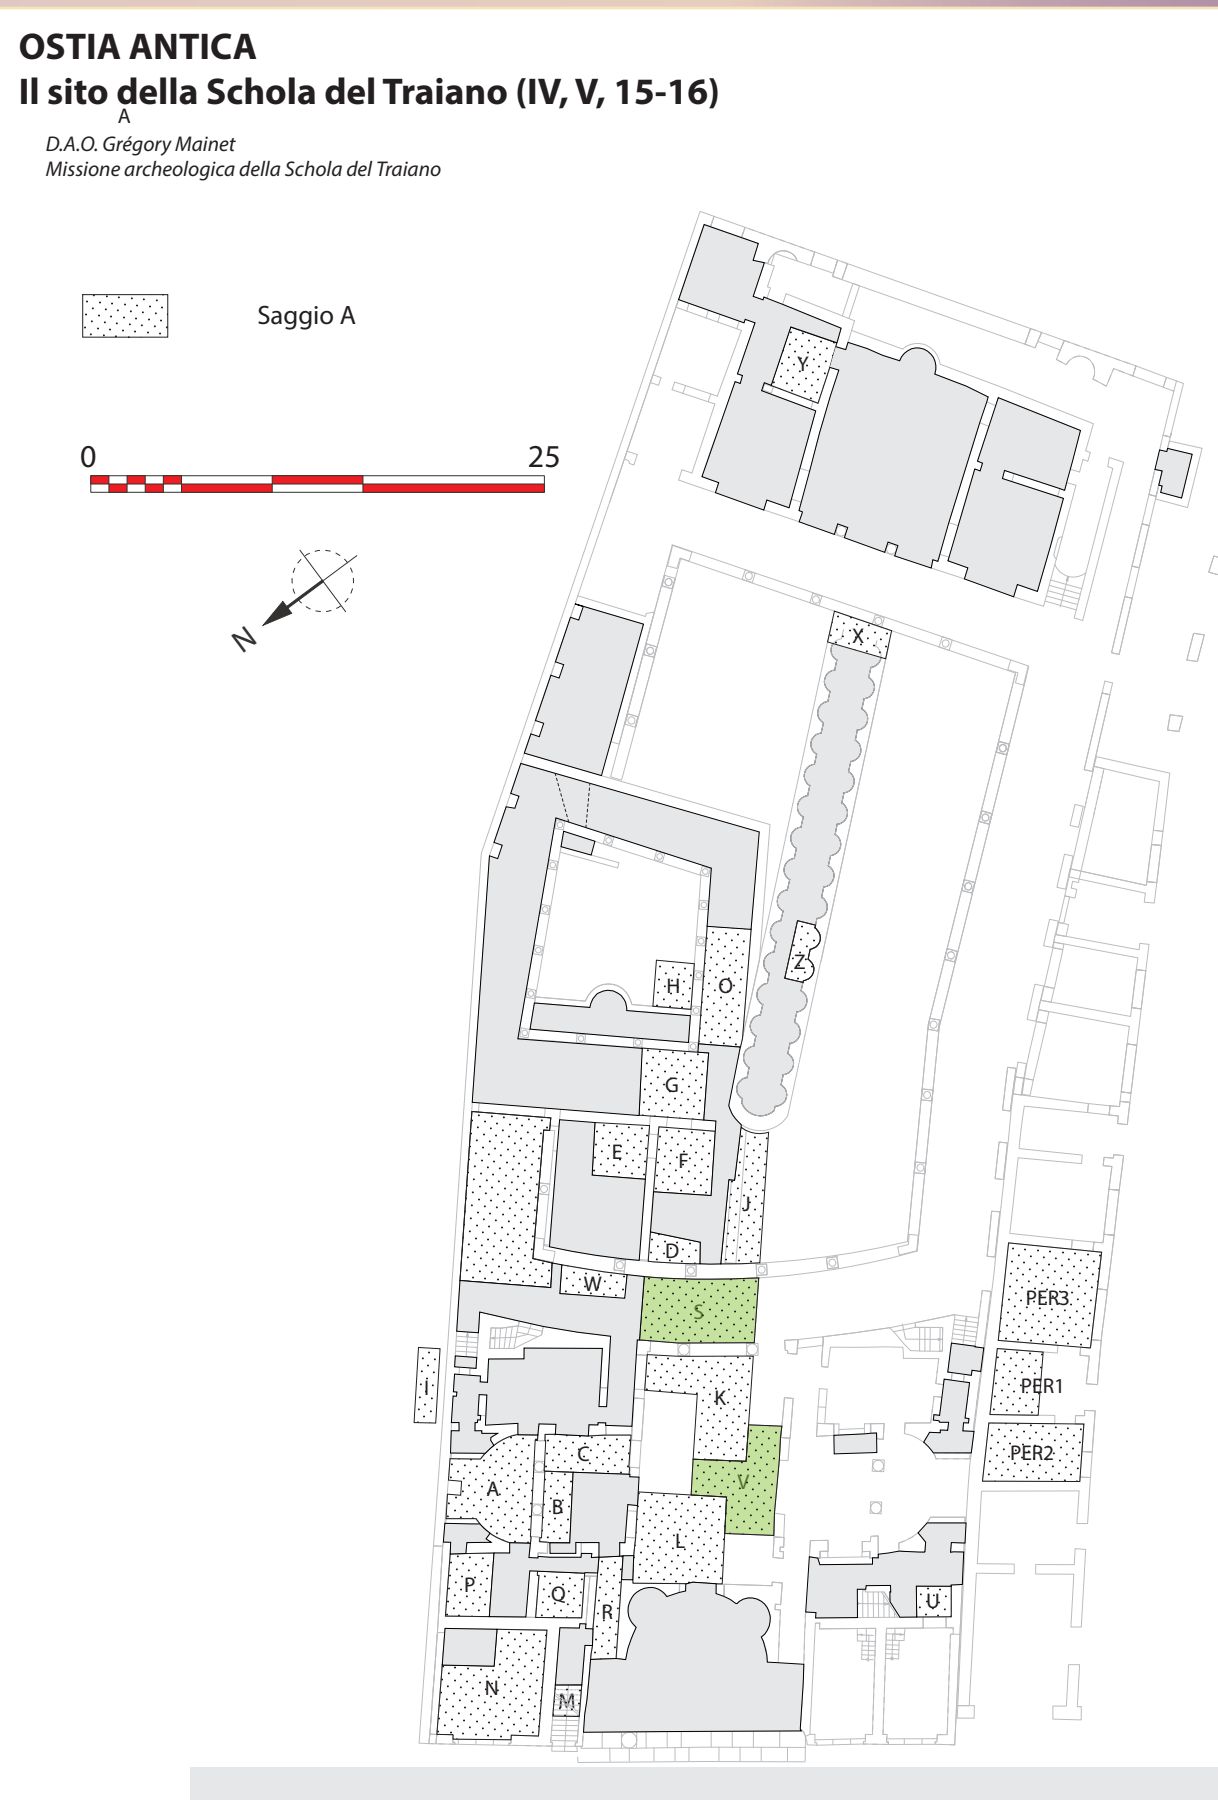 OSTIA ANTICA
Il sito della Schola del Traiano (IV, V, 15-16)
A
D.A.O. Grégory Mainet
Missione archeologica della Schola del Traiano
Saggio A
0 25
N
Y
X
Z
H O
G
E F
J
D
W
S
PER3
I
K
PER1
C
PER2
V
A
B
L
P
Q
R
U
N
M